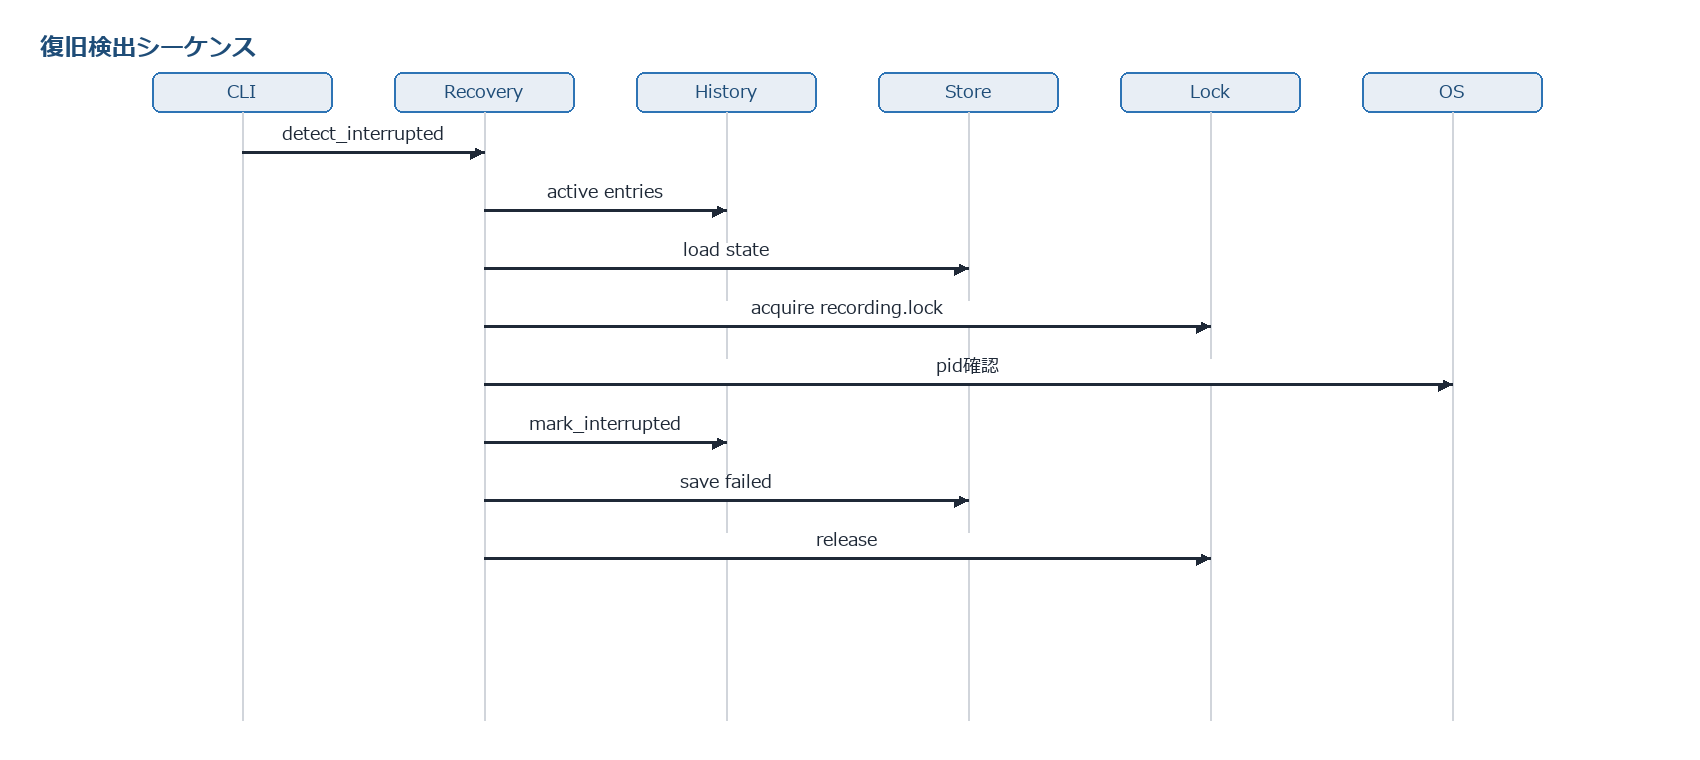 復旧検出シーケンス
CLI
Recovery
History
Store
Lock
OS
detect_interrupted
active entries
load state
acquire recording.lock
pid確認
mark_interrupted
save failed
release